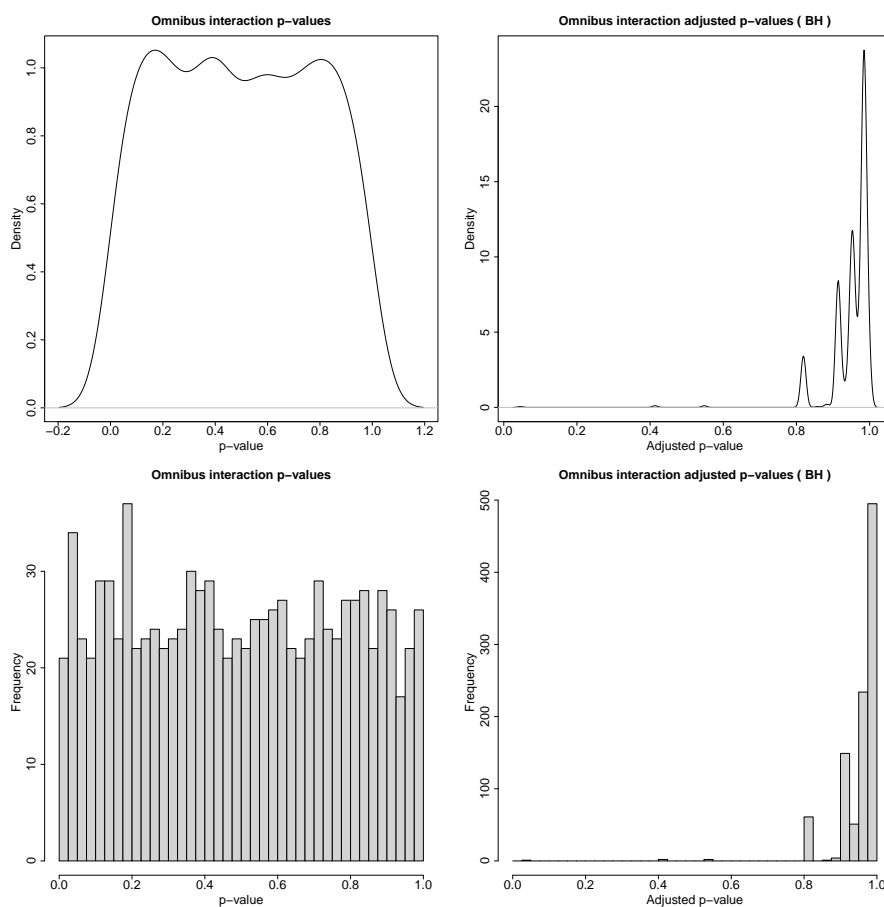 Omnibus interaction p−values
Density
0.0 0.2 0.4 0.6 0.8 1.0
−0.2 0.0 0.2 0.4 0.6 0.8 1.0 1.2
p−value
Omnibus interaction adjusted p−values ( BH )
Density
0 5 10 15 20
0.0 0.2 0.4 0.6 0.8 1.0
Adjusted p−value
Omnibus interaction p−values
Frequency
0 10 20 30
0.0 0.2 0.4 0.6 0.8 1.0
p−value
Omnibus interaction adjusted p−values ( BH )
Frequency
0 100 200 300 400 500
0.0 0.2 0.4 0.6 0.8 1.0
Adjusted p−value